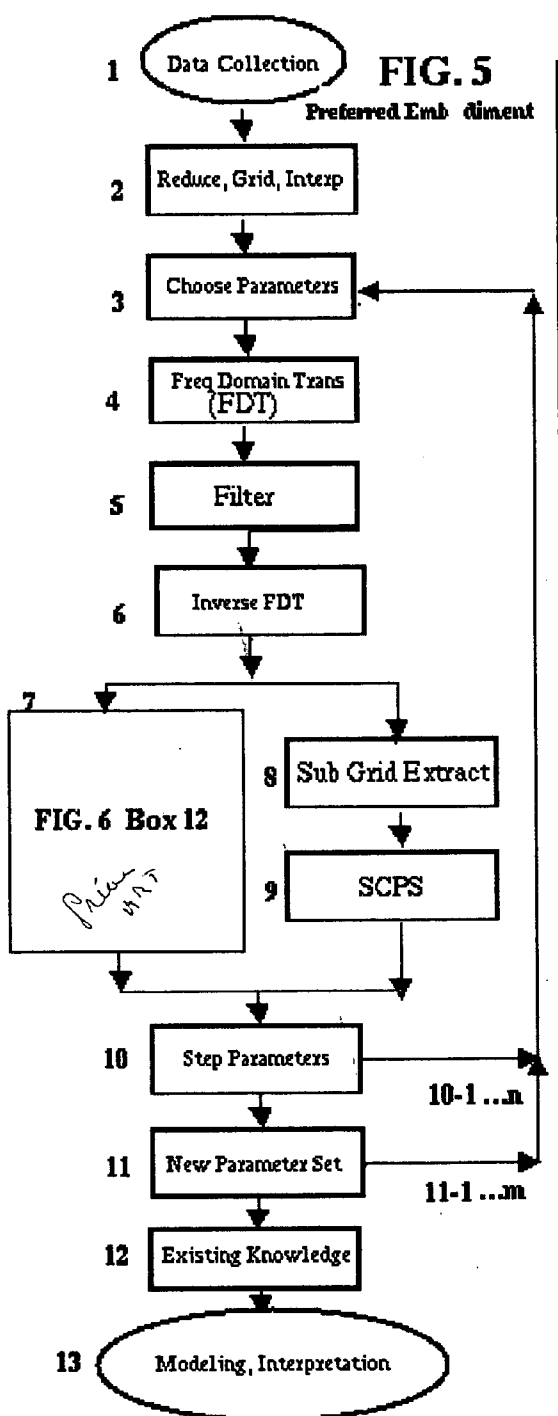 FIG. 5
Preferred Emb diment
1 Data Collection
2 Reduce, Grid, Interp
3 Choose Parameters
4 Freq Domain Trans
(FDT)
5 Filter
6 Inverse FDT
7
FIG. 6 Box 12
Prior ART
8 Sub Grid Extract
9 SCPS
10 Step Parameters
10-1 ...n
11 New Parameter Set
11-1 ...m
12 Existing Knowledge
13 Modeling, Interpretation